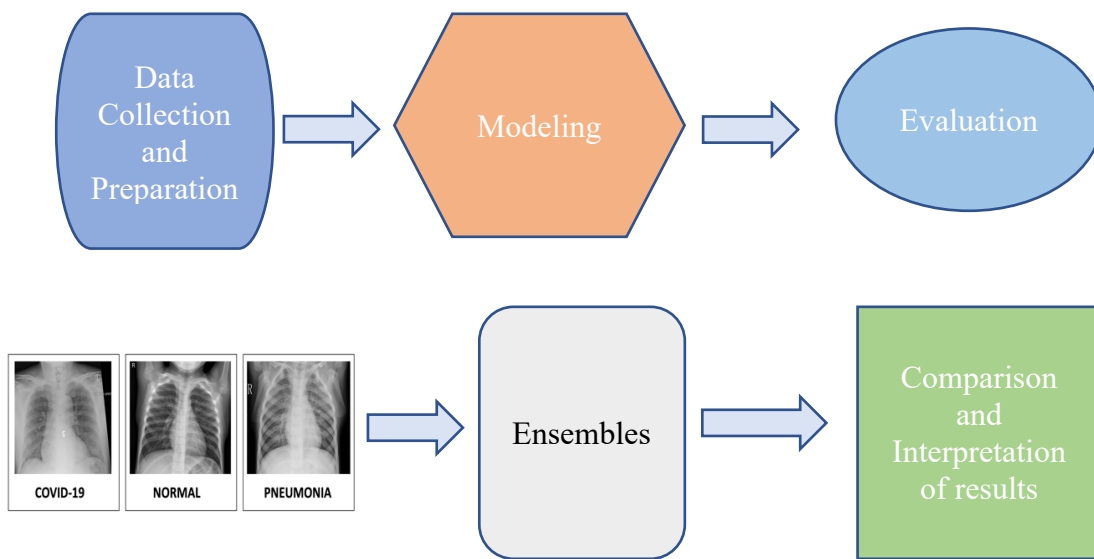 Data
Collection
and
Preparation
Modeling
Evaluation
R
R
COVID-19
NORMAL
PNEUMONIA
Ensembles
Comparison
and
Interpretation
of results